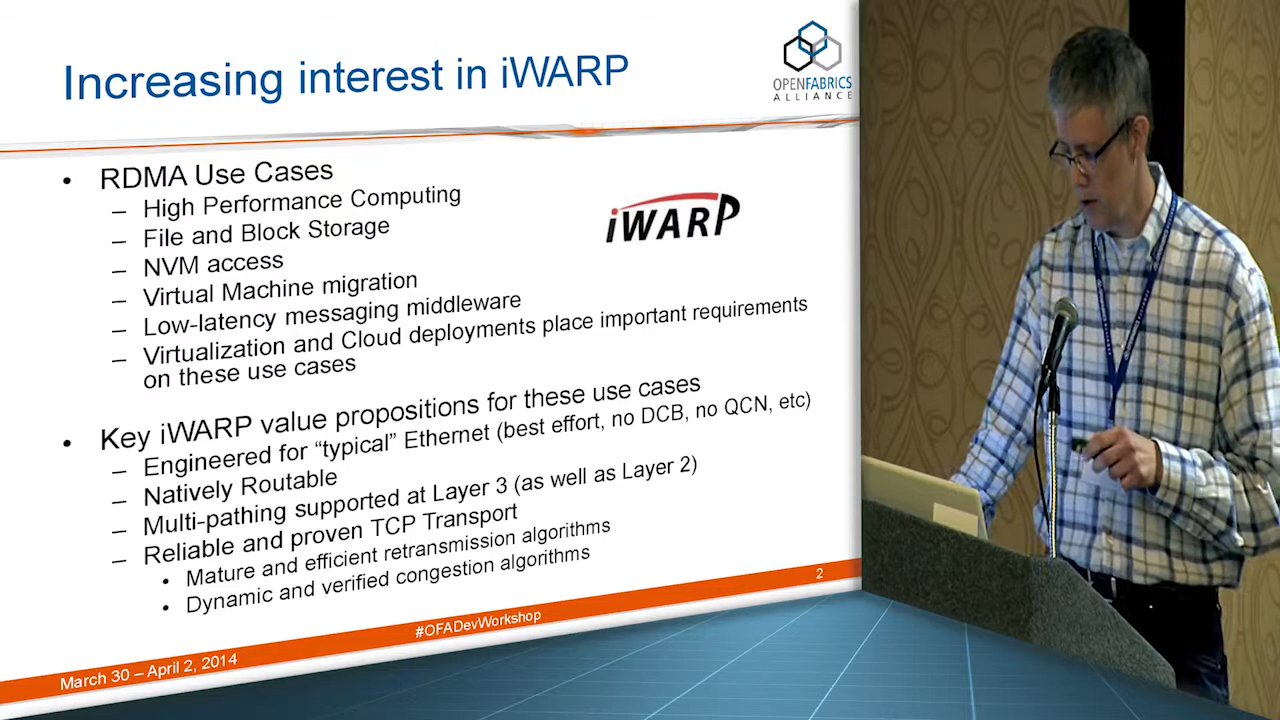 Increasing interest in iWARP
OPENFABRICS
ALLIANCE
• RDMA Use Cases
– High Performance Computing
– File and Block Storage
– NVM access
– Virtual Machine migration
– Low-latency messaging middleware
– Virtualization and Cloud deployments place important requirements
on these use cases
iWARP
• Key iWARP value propositions for these use cases
– Engineered for “typical” Ethernet (best effort, no DCB, no QCN, etc)
– Natively Routable
– Multi-pathing supported at Layer 3 (as well as Layer 2)
– Reliable and proven TCP Transport
• Mature and efficient retransmission algorithms
• Dynamic and verified congestion algorithms
March 30 – April 2, 2014
#OFADevWorkshop
2